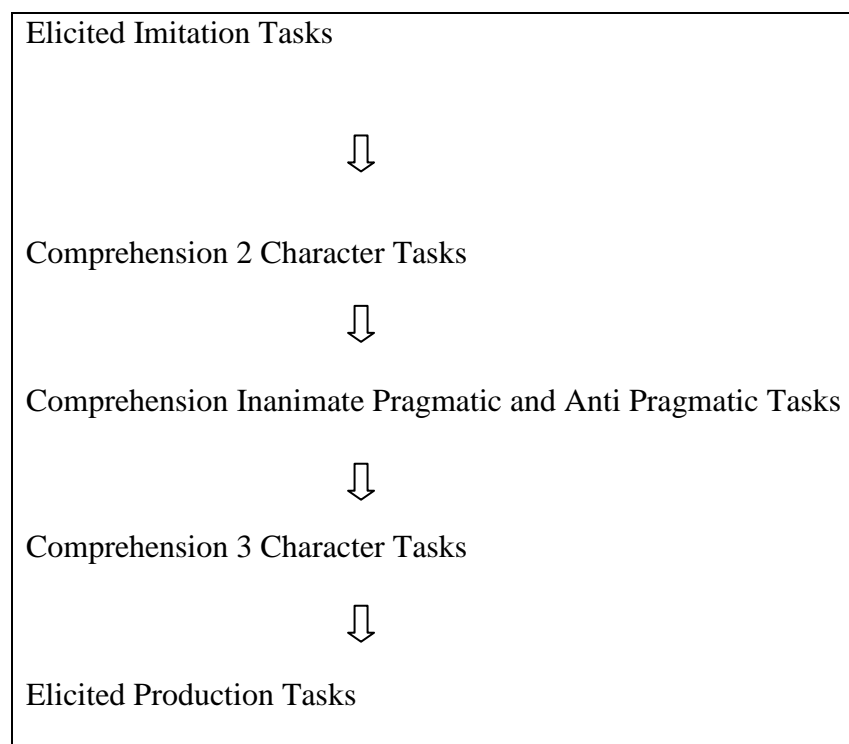 Elicited Imitation Tasks
Comprehension 2 Character Tasks
Comprehension Inanimate Pragmatic and Anti Pragmatic Tasks
Comprehension 3 Character Tasks
Elicited Production Tasks